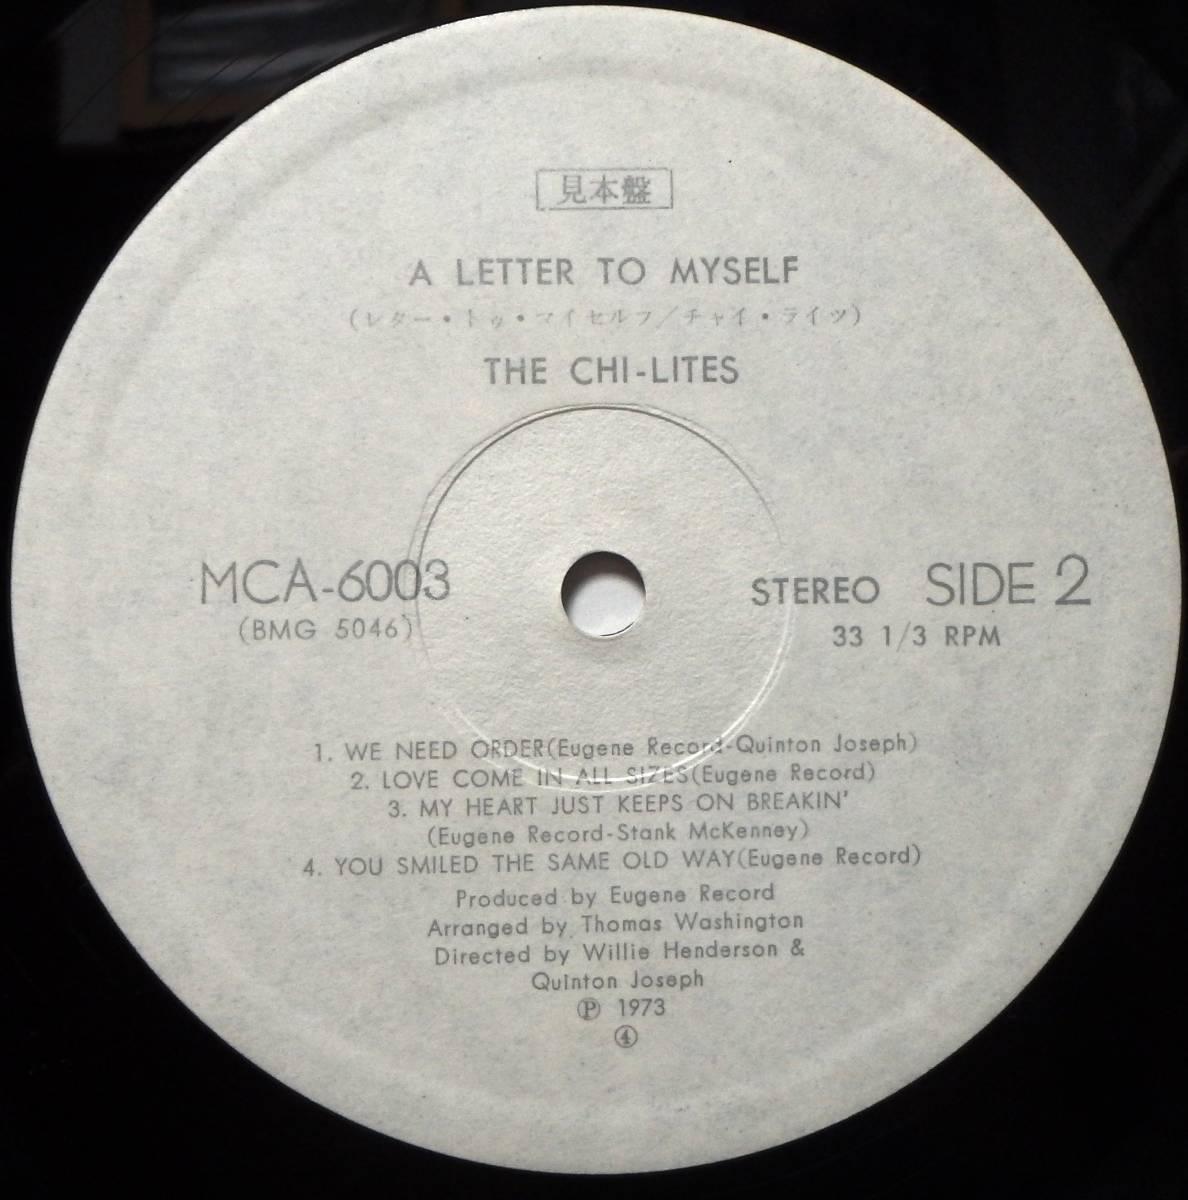 見本盤
A LETTER TO MYSELF
(レター・トゥ・マイセルフ/チャイ・ライツ)
THE CHI-LITES
MCA-6003
(BMG 5046)
STEREO SIDE 2
33 1/3 RPM
1. WE NEED ORDER(Eugene Record-Quinton Joseph)
2. LOVE COME IN ALL SIZES(Eugene Record)
3. MY HEART JUST KEEPS ON BREAKIN'
(Eugene Record-Stank McKenney)
4. YOU SMILED THE SAME OLD WAY(Eugene Record)
Produced by Eugene Record
Arranged by Thomas Washington
Directed by Willie Henderson &
Quinton Joseph
Ⓟ 1973
④